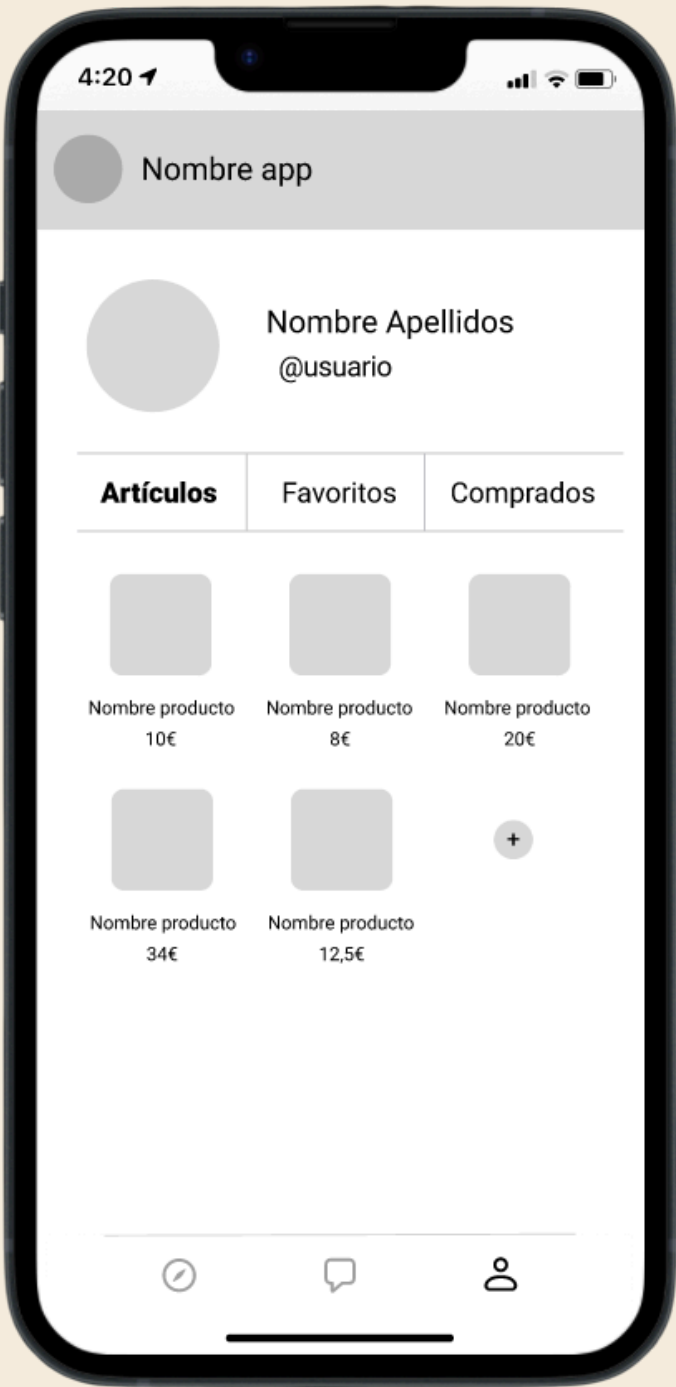 4:20
Nombre app
Nombre Apellidos
@usuario
Artículos Favoritos Comprados
Nombre producto Nombre producto Nombre producto
10€ 8€ 20€
+
Nombre producto Nombre producto
34€ 12,5€